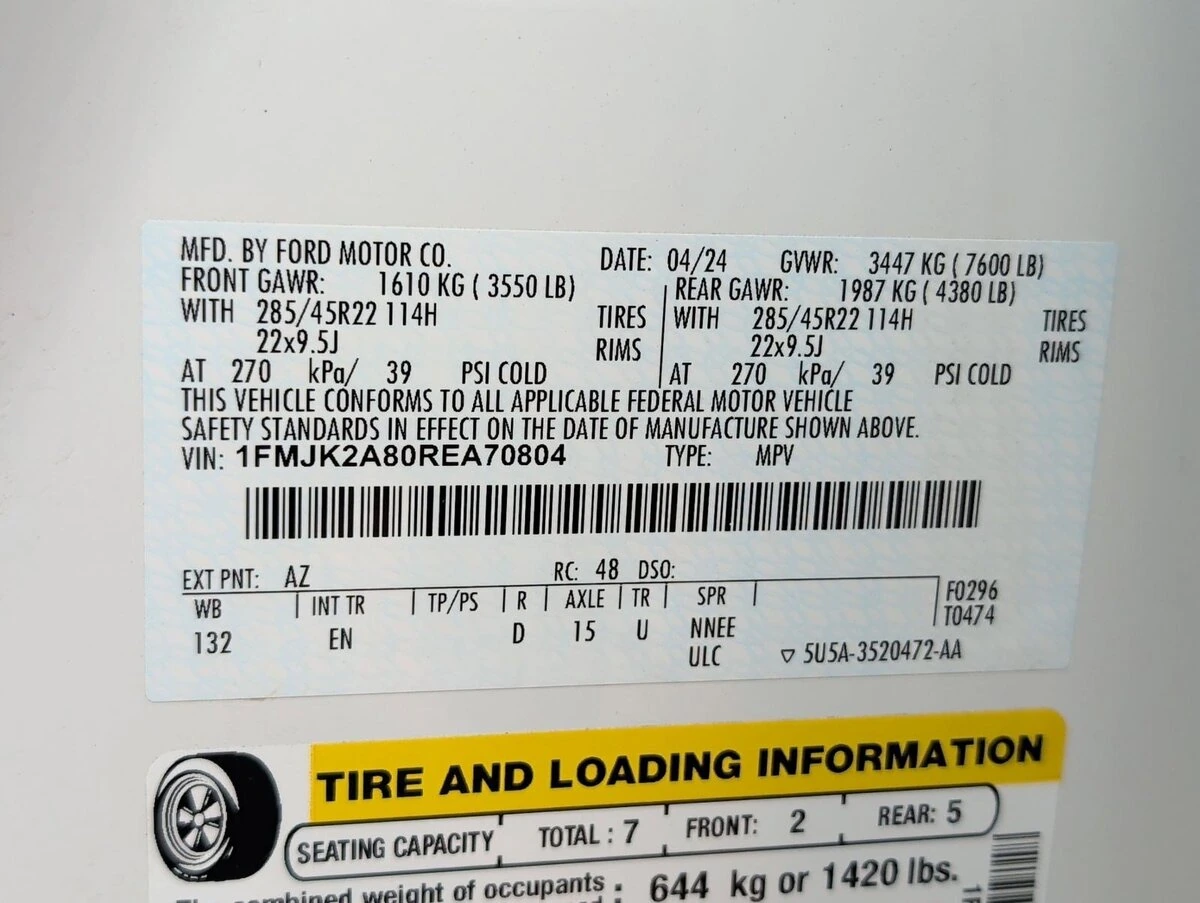 MFD. BY FORD MOTOR CO. DATE: 04/24 GVWR: 3447 KG ( 7600 LB)
FRONT GAWR: 1610 KG ( 3550 LB) REAR GAWR: 1987 KG ( 4380 LB)
WITH 285/45R22 114H TIRES WITH 285/45R22 114H TIRES
22x9.5J RIMS 22x9.5J RIMS
AT 270 kPa/ 39 PSI COLD AT 270 kPa/ 39 PSI COLD
THIS VEHICLE CONFORMS TO ALL APPLICABLE FEDERAL MOTOR VEHICLE
SAFETY STANDARDS IN EFFECT ON THE DATE OF MANUFACTURE SHOWN ABOVE.
VIN: 1FMJK2A80REA70804 TYPE: MPV
EXT PNT: AZ RC: 48 DSO:
WB INT TR TP/PS R AXLE TR SPR F0296
T0474
132 EN D 15 U NNEE
ULC ▽ 5U5A-3520472-AA
TIRE AND LOADING INFORMATION
SEATING CAPACITY TOTAL : 7 FRONT: 2 REAR: 5
combined weight of occupants : 644 kg or 1420 lbs.